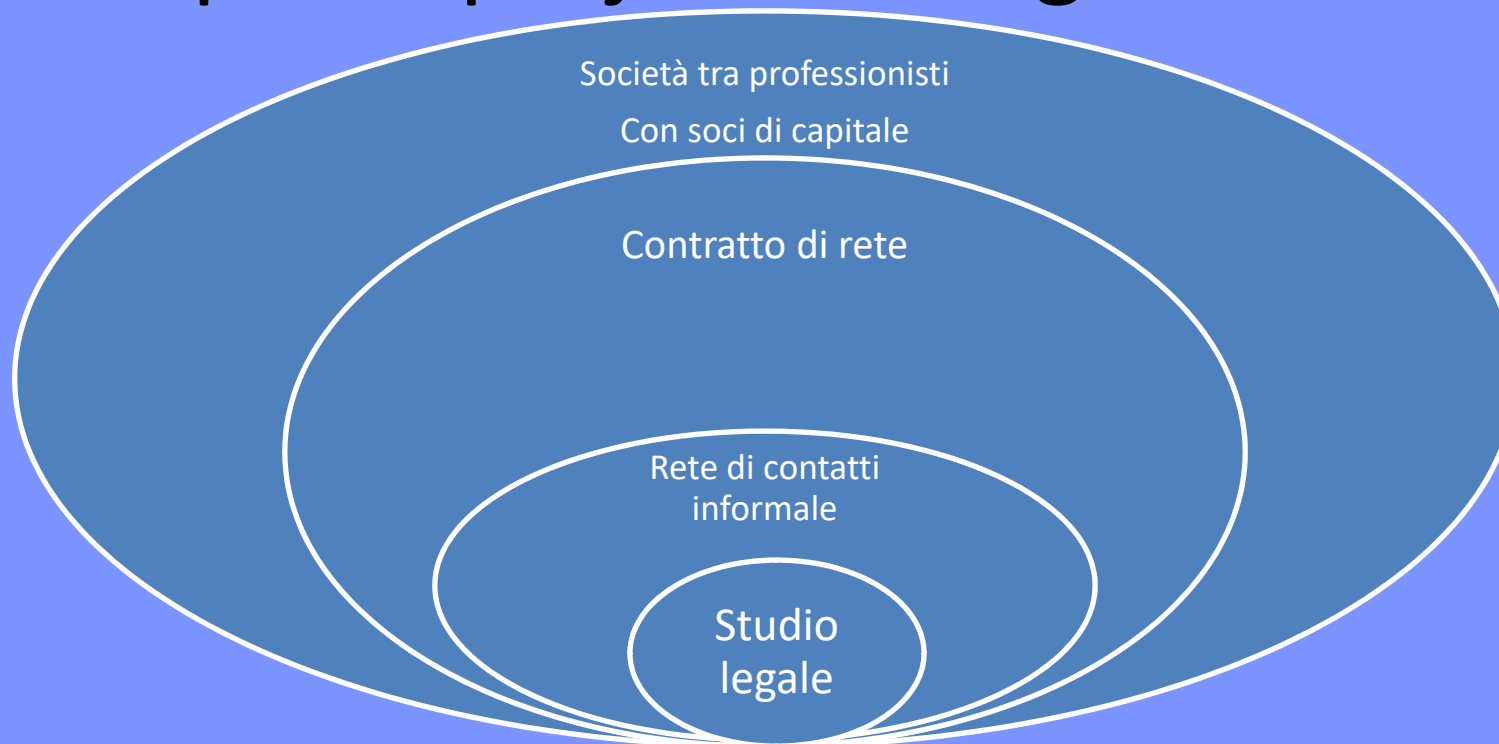 Società tra professionisti
Con soci di capitale
Contratto di rete
Rete di contatti
informale
Studio
legale